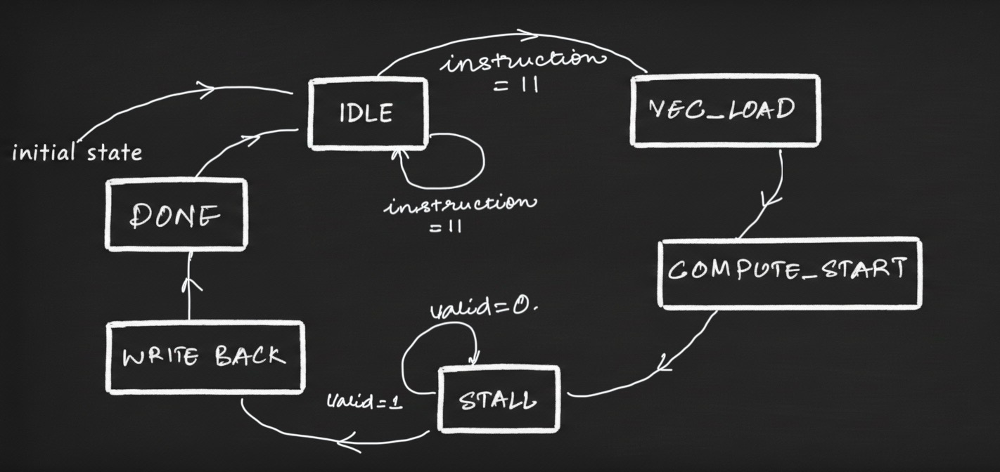 instruction
= 11
IDLE
VEC_LOAD
initial state
instruction
=11
DONE
COMPUTE_START
valid=0.
WRITE BACK
valid=1
STALL